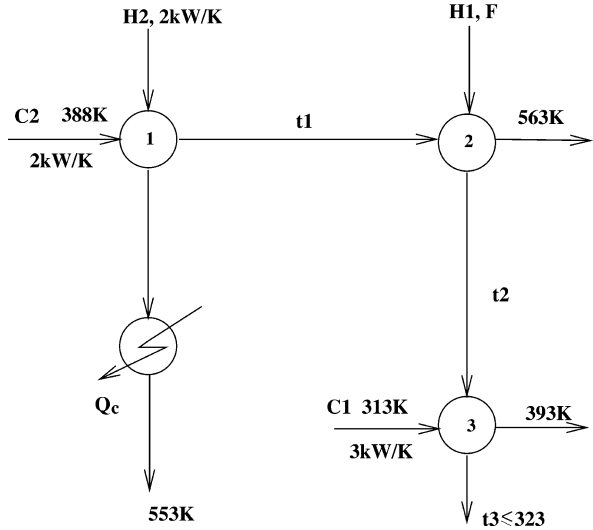 H2, 2kW/K
H1, F
C2 388K
t1
563K
1
2
2kW/K
t2
Qc
C1 313K
393K
3
3kW/K
553K
t3≤323